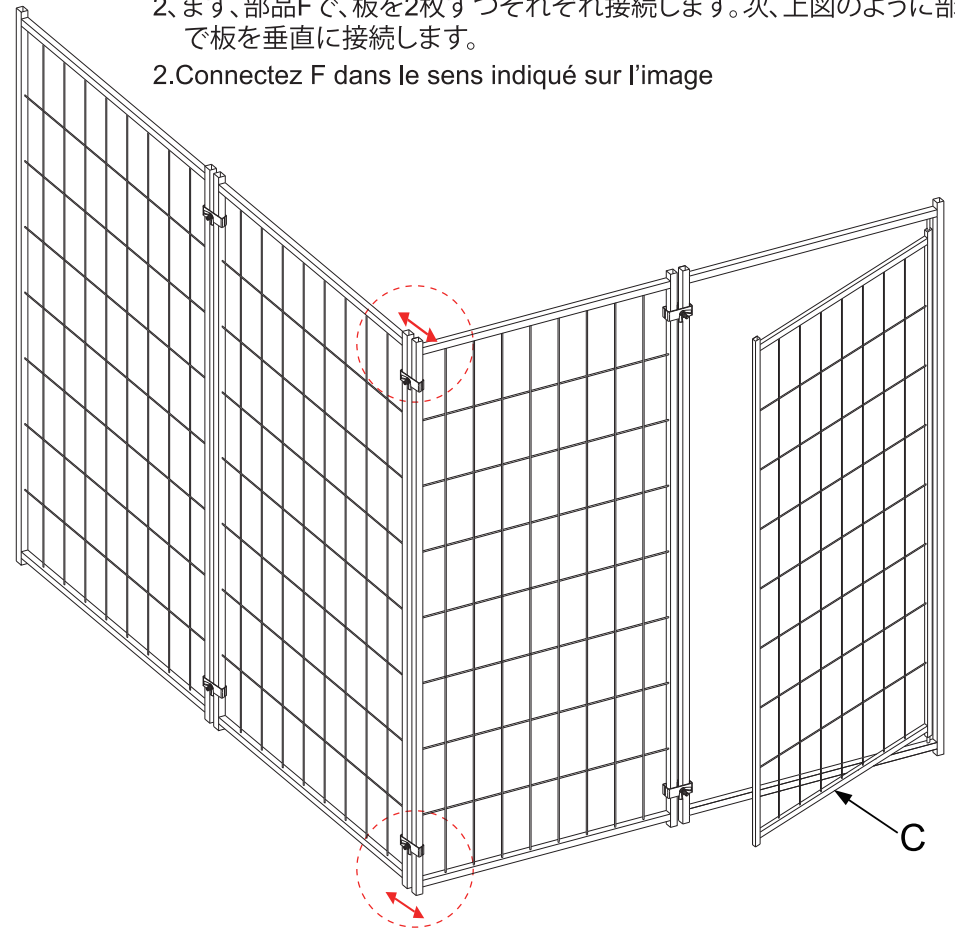 2、まず、部品Fで、板を2枚ずつそれぞれ接続します。次、上図のように部
で板を垂直に接続します。
2.Connectez F dans le sens indiqué sur l’image
C